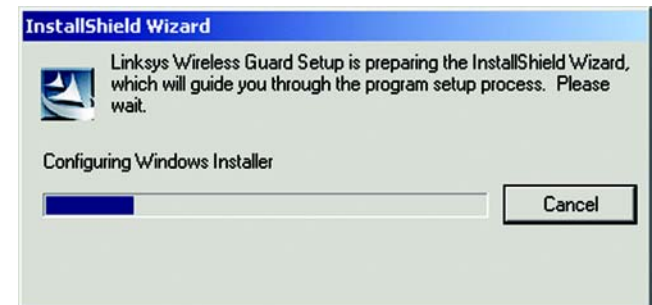 InstallShield Wizard
Linksys Wireless Guard Setup is preparing the InstallShield Wizard,
which will guide you through the program setup process.  Please
wait.
Configuring Windows Installer
Cancel